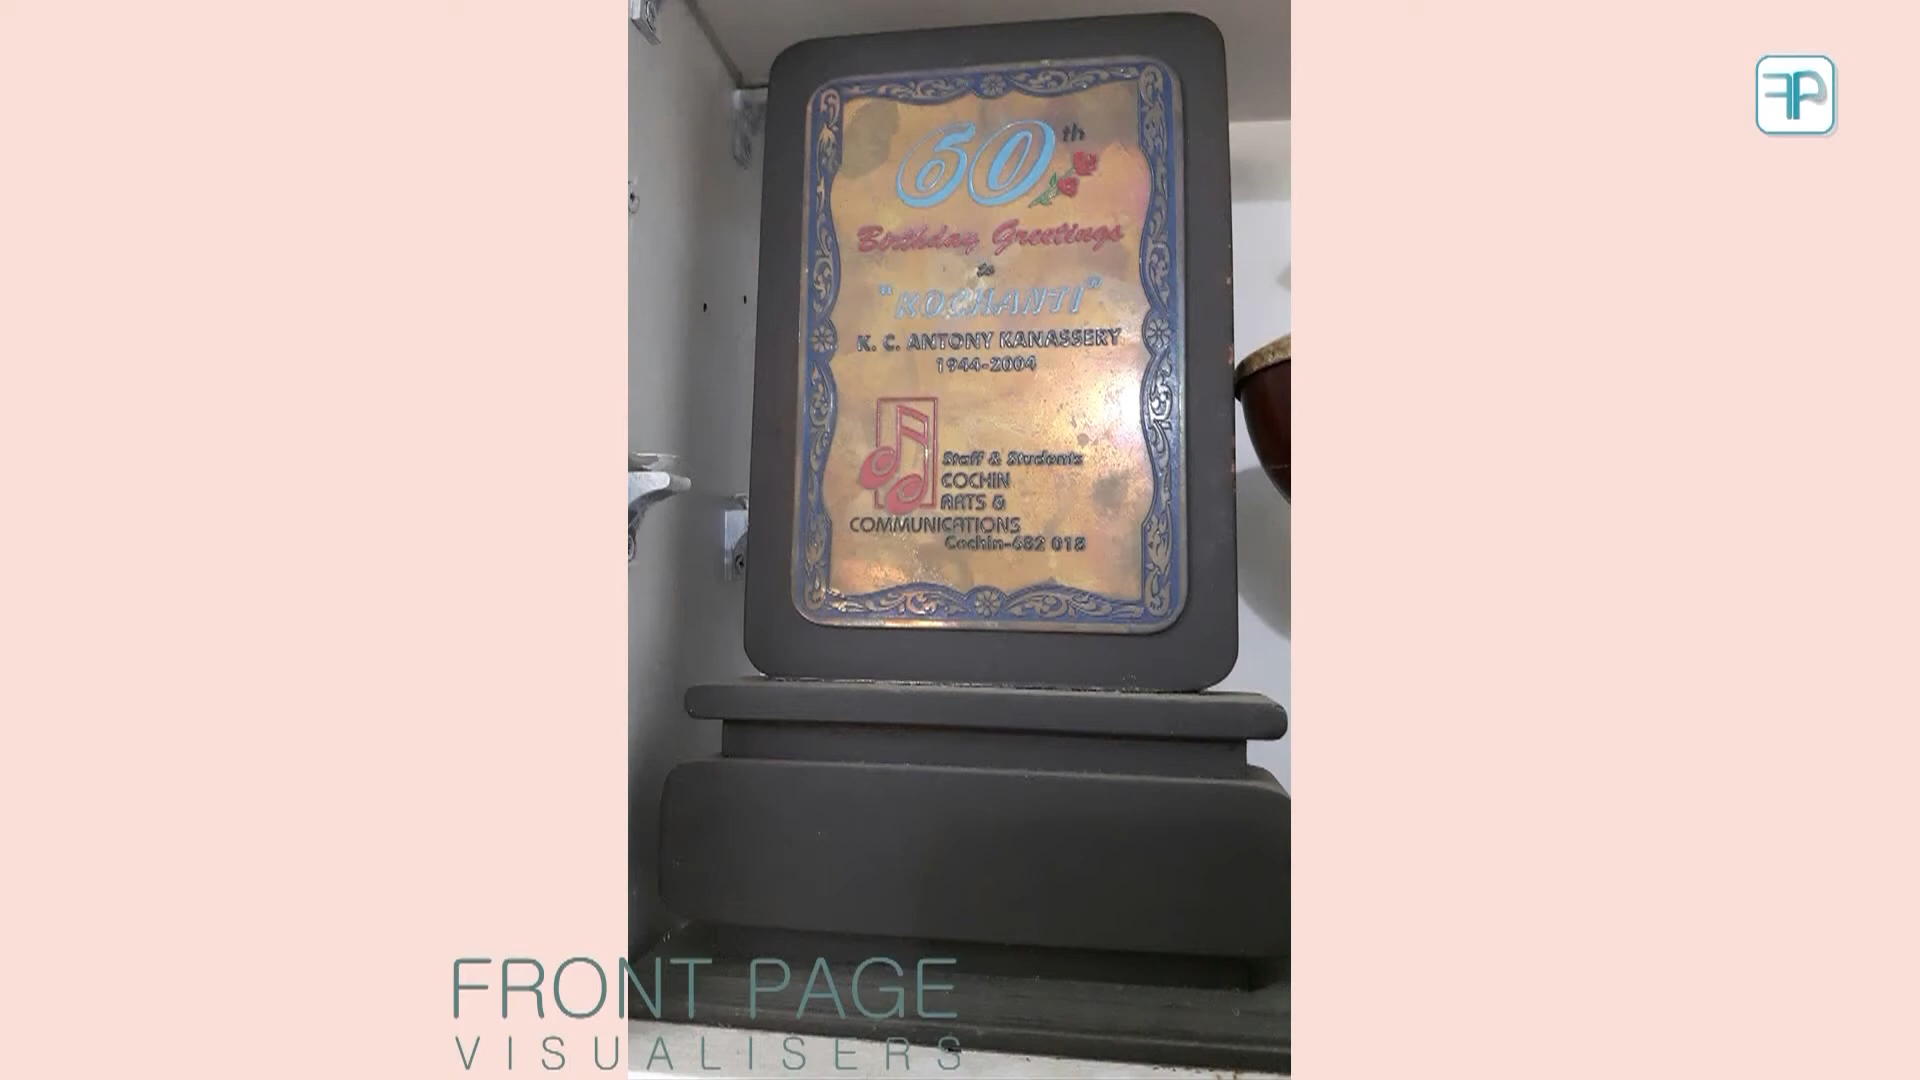 60th
Birthday Greetings
to
"KOCHANTI"
K. C. ANTONY KANASSERY
1944-2004
Staff & Students
COCHIN
ARTS &
COMMUNICATIONS
Cochin-682 018
FRONT PAGE
VISUALISERS
FP